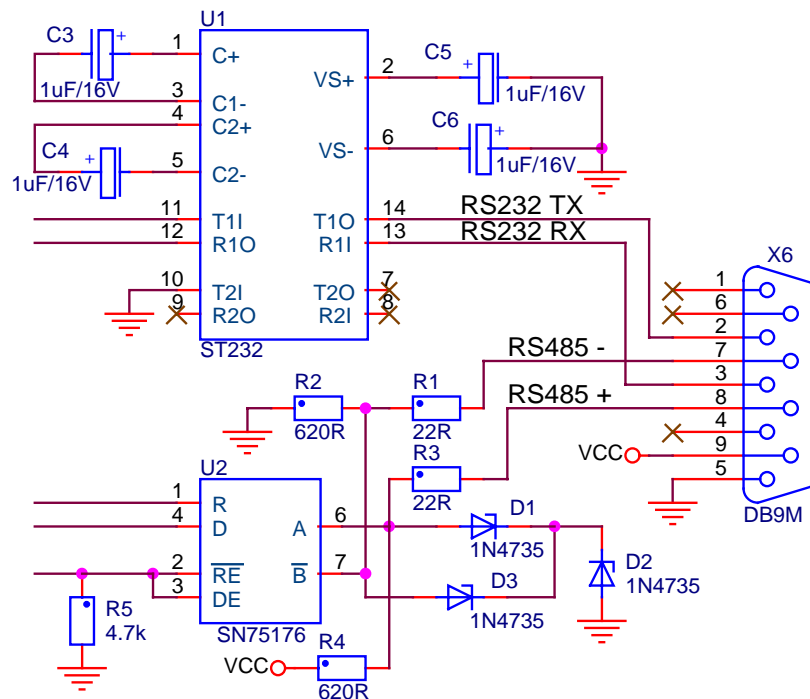 U1
C3
+
1uF/16V
1
3
4
5
C+
C1-
C2+
C2-
C4
+
1uF/16V
VS+
VS-
2
6
C5
+
1uF/16V
C6
+
1uF/16V
11
12
T1I
R1O
T1O
R1I
14
13
RS232 TX
RS232 RX
10
9
T2I
R2O
T2O
R2I
7
8
ST232
X6
1
6
2
7
3
8
4
9
5
VCC
DB9M
RS485 -
RS485 +
R2
620R
R1
22R
R3
22R
U2
1
4
2
3
R
D
RE
DE
A
B
6
7
SN75176
D1
1N4735
D3
1N4735
D2
1N4735
R5
4.7k
VCC
R4
620R